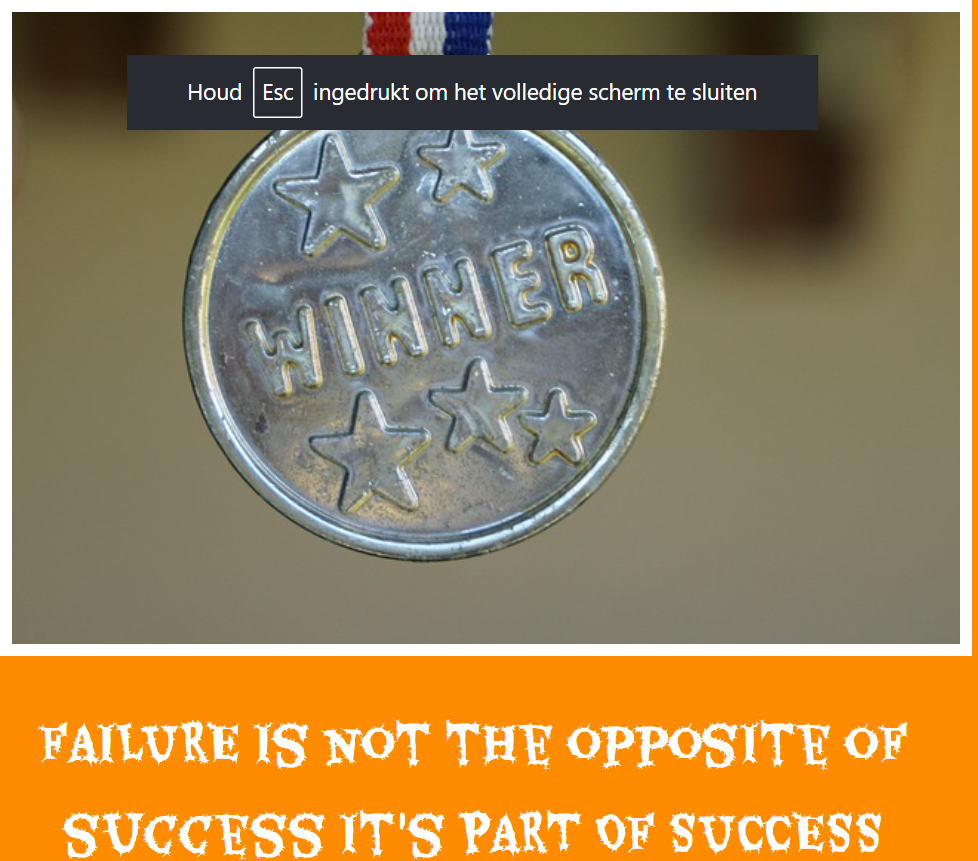 Houd Esc ingedrukt om het volledige scherm te sluiten
WINNER
FAILURE IS NOT THE OPPOSITE OF
SUCCESS IT'S PART OF SUCCESS